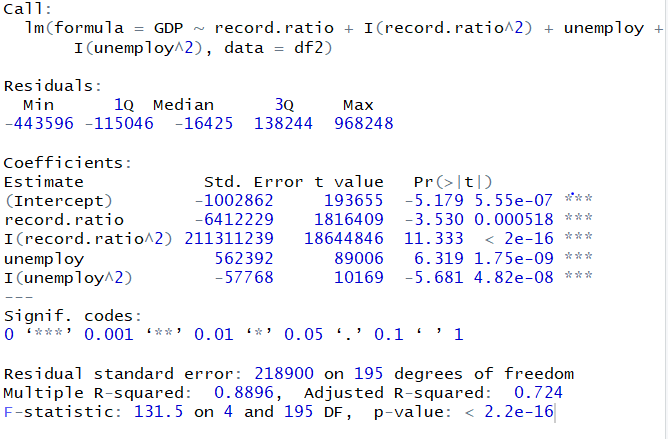 Call:
lm(formula = GDP ~ record.ratio + I(record.ratio^2) + unemploy +
I(unemploy^2), data = df2)
Residuals:
Min 1Q Median 3Q Max
-443596 -115046 -16425 138244 968248
Coefficients:
Estimate Std. Error t value Pr(>|t|)
(Intercept) -1002862 193655 -5.179 5.55e-07 ***
record.ratio -6412229 1816409 -3.530 0.000518 ***
I(record.ratio^2) 211311239 18644846 11.333 < 2e-16 ***
unemploy 562392 89006 6.319 1.75e-09 ***
I(unemploy^2) -57768 10169 -5.681 4.82e-08 ***
---
Signif. codes:
0 ‘***’ 0.001 ‘**’ 0.01 ‘*’ 0.05 ‘.’ 0.1 ‘ ’ 1
Residual standard error: 218900 on 195 degrees of freedom
Multiple R-squared: 0.8896, Adjusted R-squared: 0.724
F-statistic: 131.5 on 4 and 195 DF, p-value: < 2.2e-16